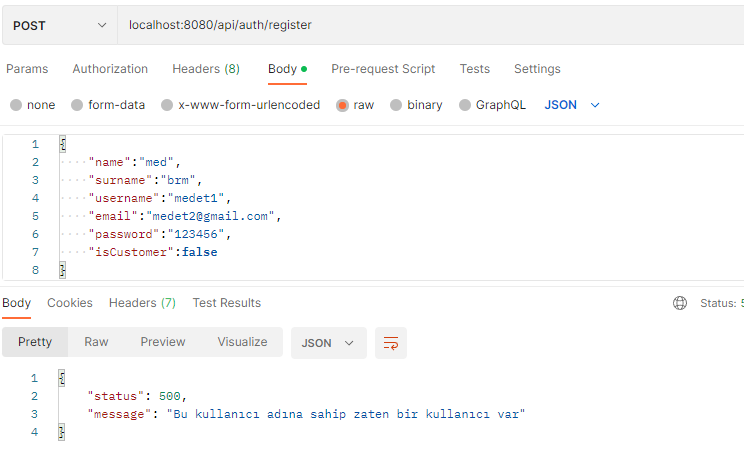 POST localhost:8080/api/auth/register
Params Authorization Headers (8) Body Pre-request Script Tests Settings
none form-data x-www-form-urlencoded raw binary GraphQL JSON
1 {
2 "name":"med",
3 "surname":"brm",
4 "username":"medet1",
5 "email":"medet2@gmail.com",
6 "password":"123456",
7 "isCustomer":false
8 }
Body Cookies Headers (7) Test Results Status: 5
Pretty Raw Preview Visualize JSON
1 {
2 "status": 500,
3 "message": "Bu kullanıcı adına sahip zaten bir kullanıcı var"
4 }